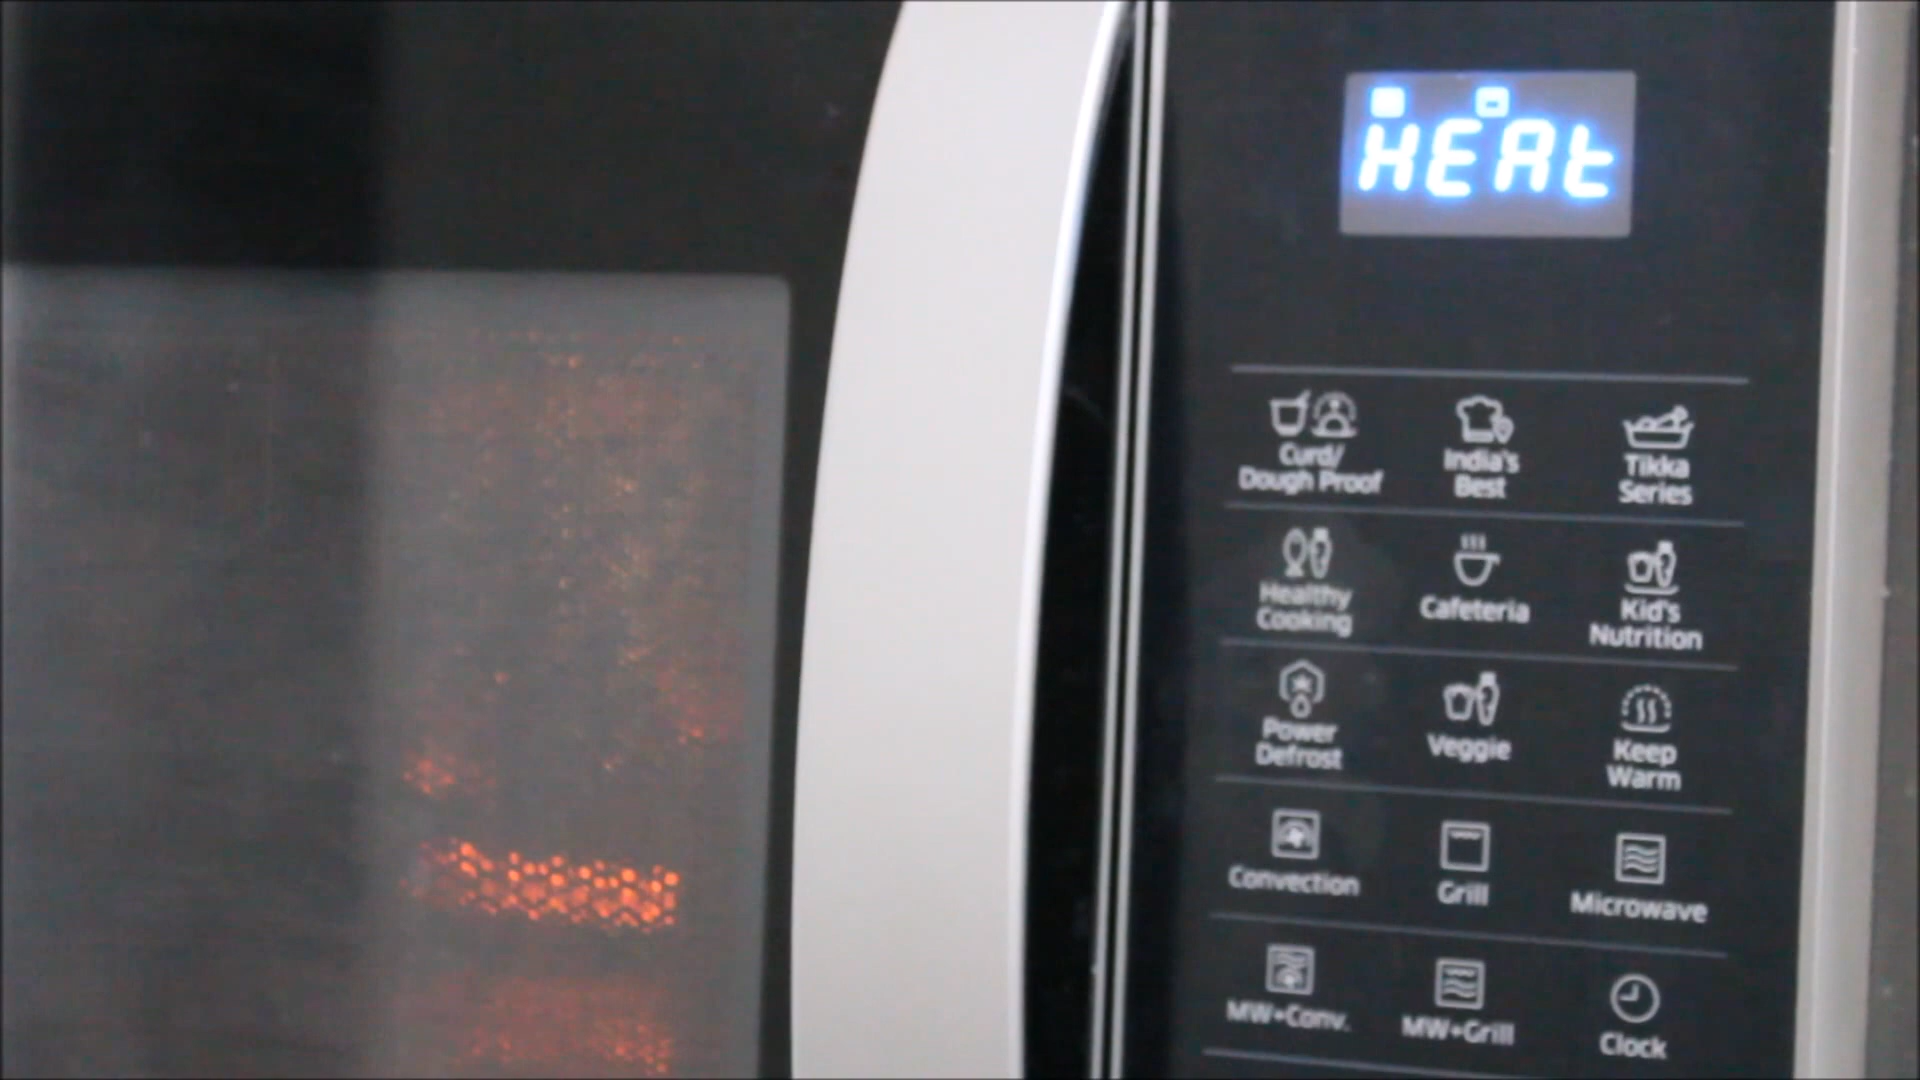 HEAt
Curd/
Dough Proof
India's
Best
Tikka
Series
Healthy
Cooking
Cafeteria
Kid's
Nutrition
Power
Defrost
Veggie
Keep
Warm
Convection
Grill
Microwave
MW+Conv.
MW+Grill
Clock